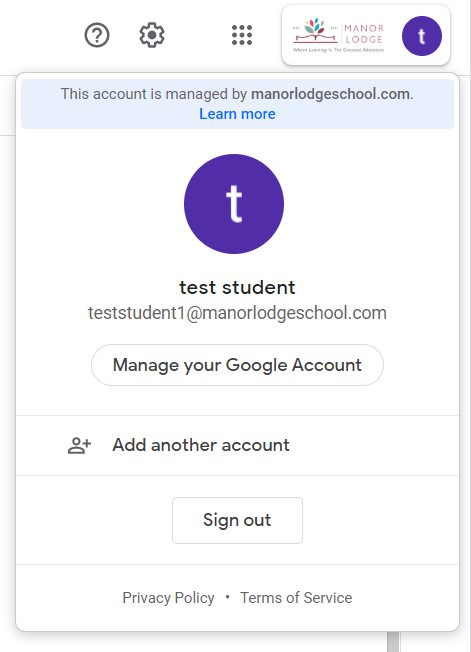 MANOR
LODGE
Where Learning Is The Greatest Adventure
t
This account is managed by manorlodgeschool.com.
Learn more
t
test student
teststudent1@manorlodgeschool.com
Manage your Google Account
Add another account
Sign out
Privacy Policy • Terms of Service